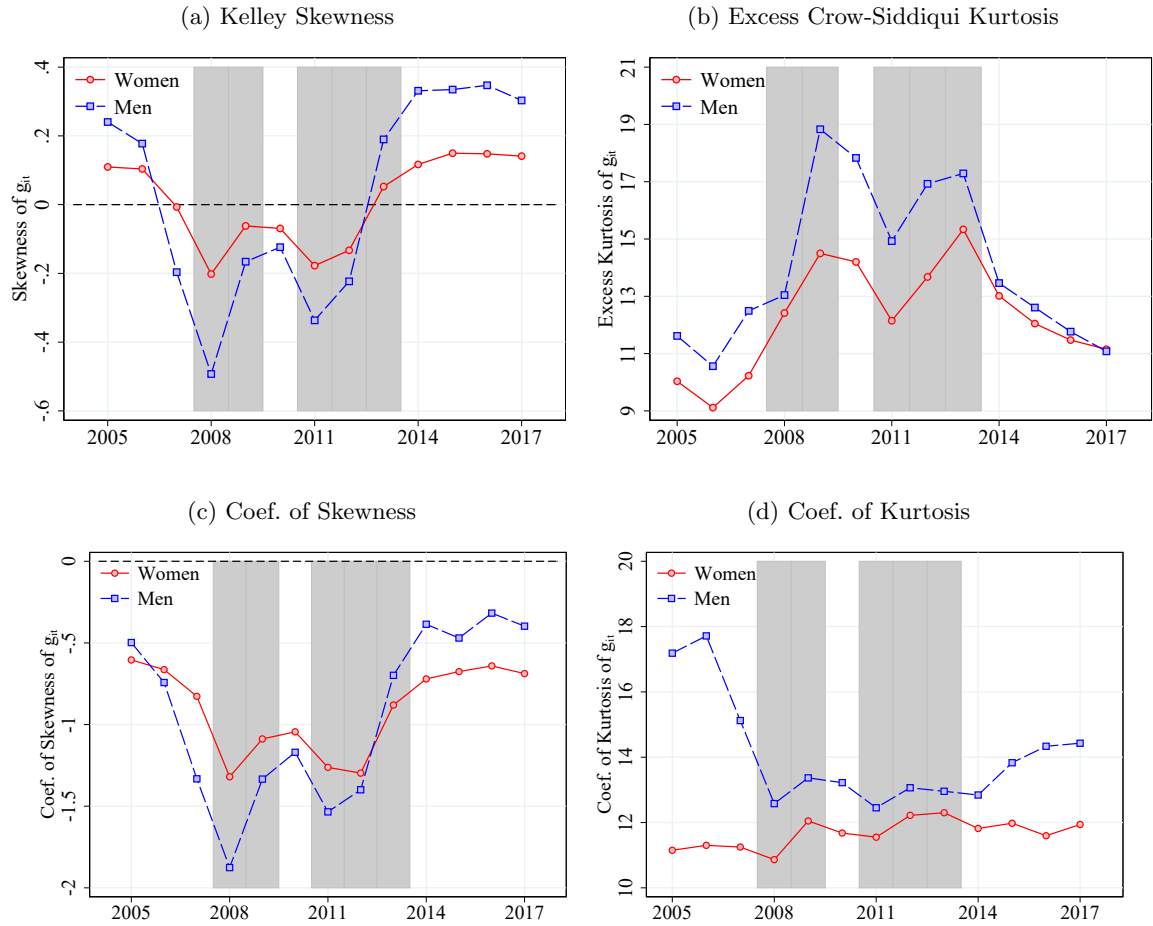 (a) Kelley Skewness
Skewness of g_it
.4
.2
0
-.2
-.4
-.6
Women
Men
2005 2008 2011 2014 2017
(b) Excess Crow-Siddiqui Kurtosis
Excess Kurtosis of g_it
21
19
17
15
13
11
9
Women
Men
2005 2008 2011 2014 2017
(c) Coef. of Skewness
Coef. of Skewness of g_it
0
-.5
-1
-1.5
-2
Women
Men
2005 2008 2011 2014 2017
(d) Coef. of Kurtosis
Coef. of Kurtosis of g_it
20
18
16
14
12
10
Women
Men
2005 2008 2011 2014 2017